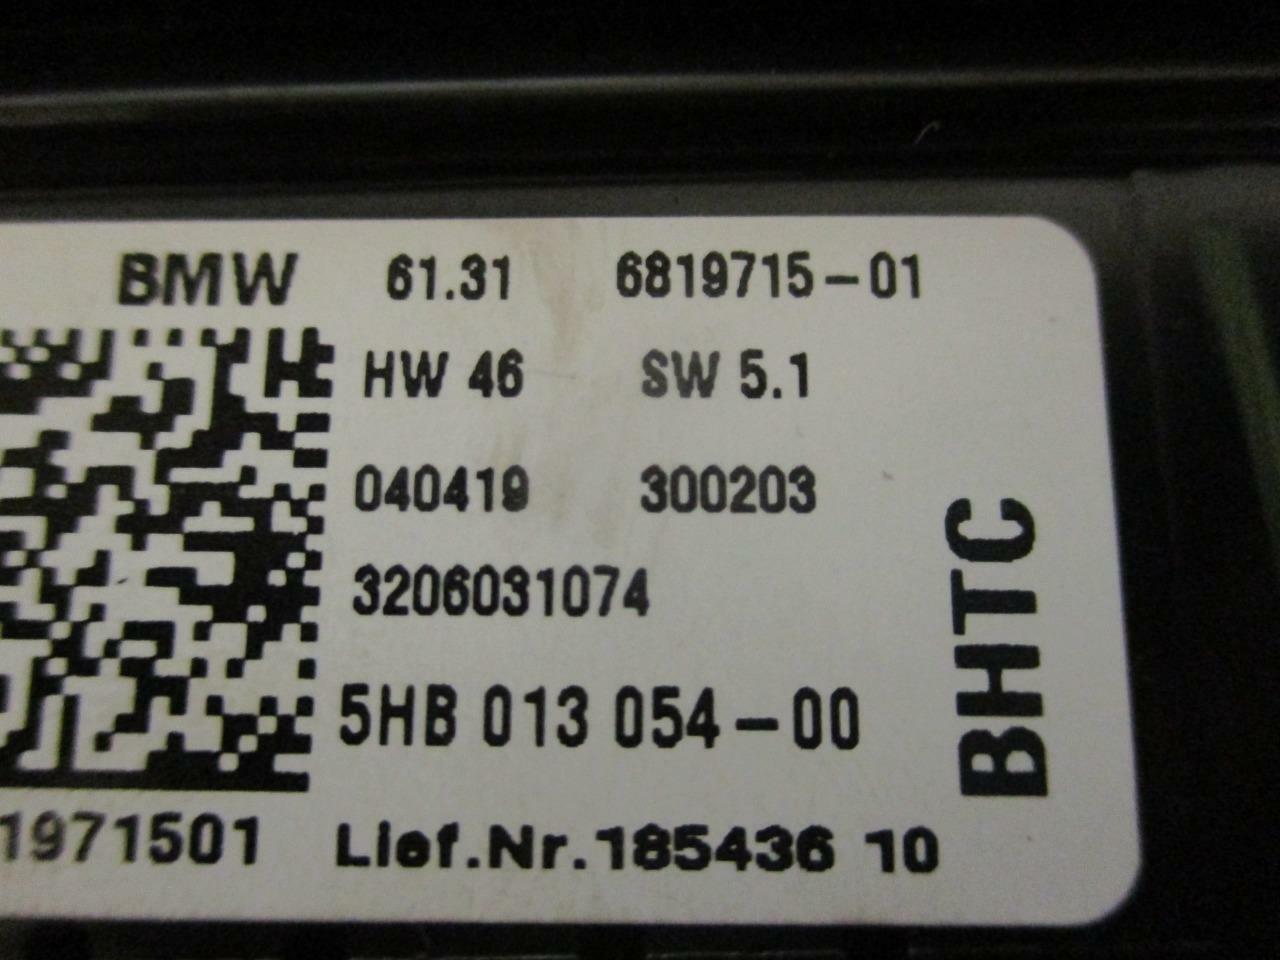 BMW 61.31 6819715-01
HW 46 SW 5.1
040419 300203
3206031074
5HB 013 054-00
1971501 Lief.Nr.185436 10
BHTC